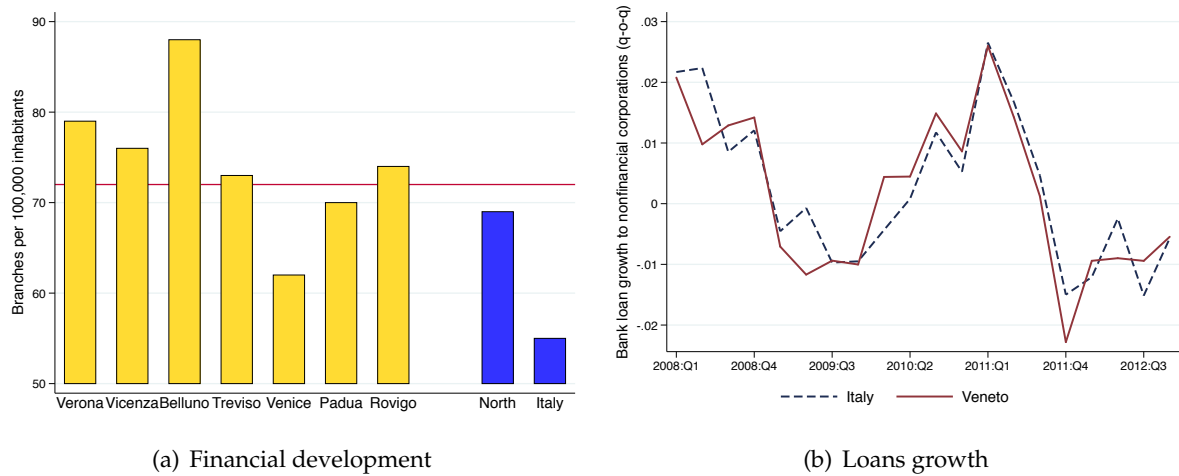 Branches per 100,000 inhabitants
90
80
70
60
50
Verona Vicenza Belluno Treviso Venice Padua Rovigo North Italy
(a) Financial development
Bank loan growth to nonfinancial corporations (q-o-q)
.03
.02
.01
0
-.01
-.02
2008:Q1 2008:Q4 2009:Q3 2010:Q2 2011:Q1 2011:Q4 2012:Q3
Italy Veneto
(b) Loans growth